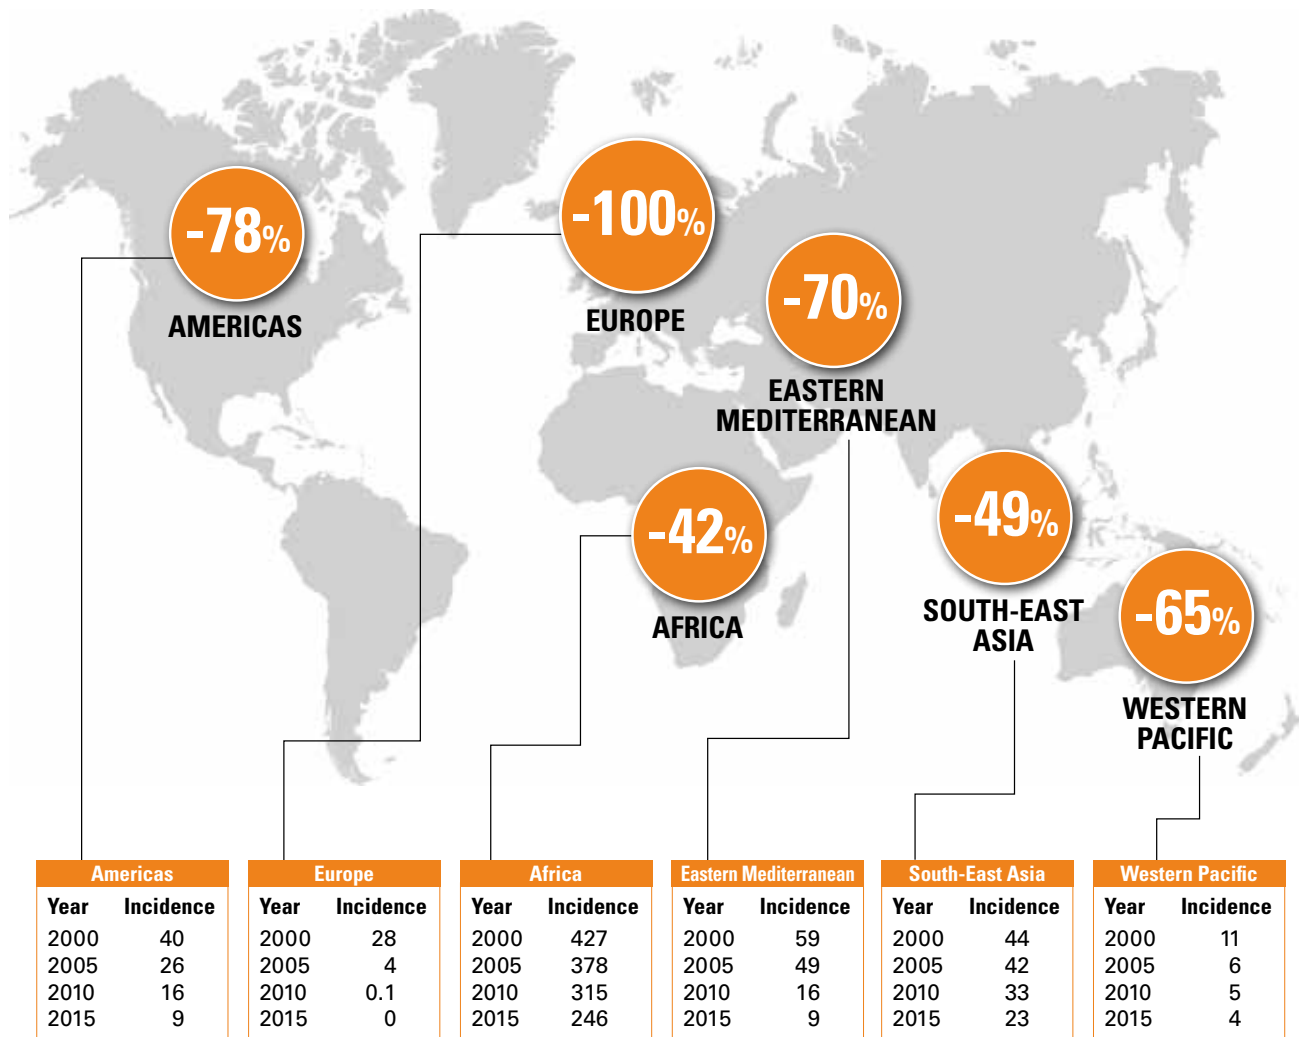 -78%
AMERICAS
-100%
EUROPE
-70%
EASTERN
MEDITERRANEAN
-42%
AFRICA
-49%
SOUTH-EAST
ASIA
-65%
WESTERN
PACIFIC
Americas
Year Incidence
2000 40
2005 26
2010 16
2015 9
Europe
Year Incidence
2000 28
2005 4
2010 0.1
2015 0
Africa
Year Incidence
2000 427
2005 378
2010 315
2015 246
Eastern Mediterranean
Year Incidence
2000 59
2005 49
2010 16
2015 9
South-East Asia
Year Incidence
2000 44
2005 42
2010 33
2015 23
Western Pacific
Year Incidence
2000 11
2005 6
2010 5
2015 4